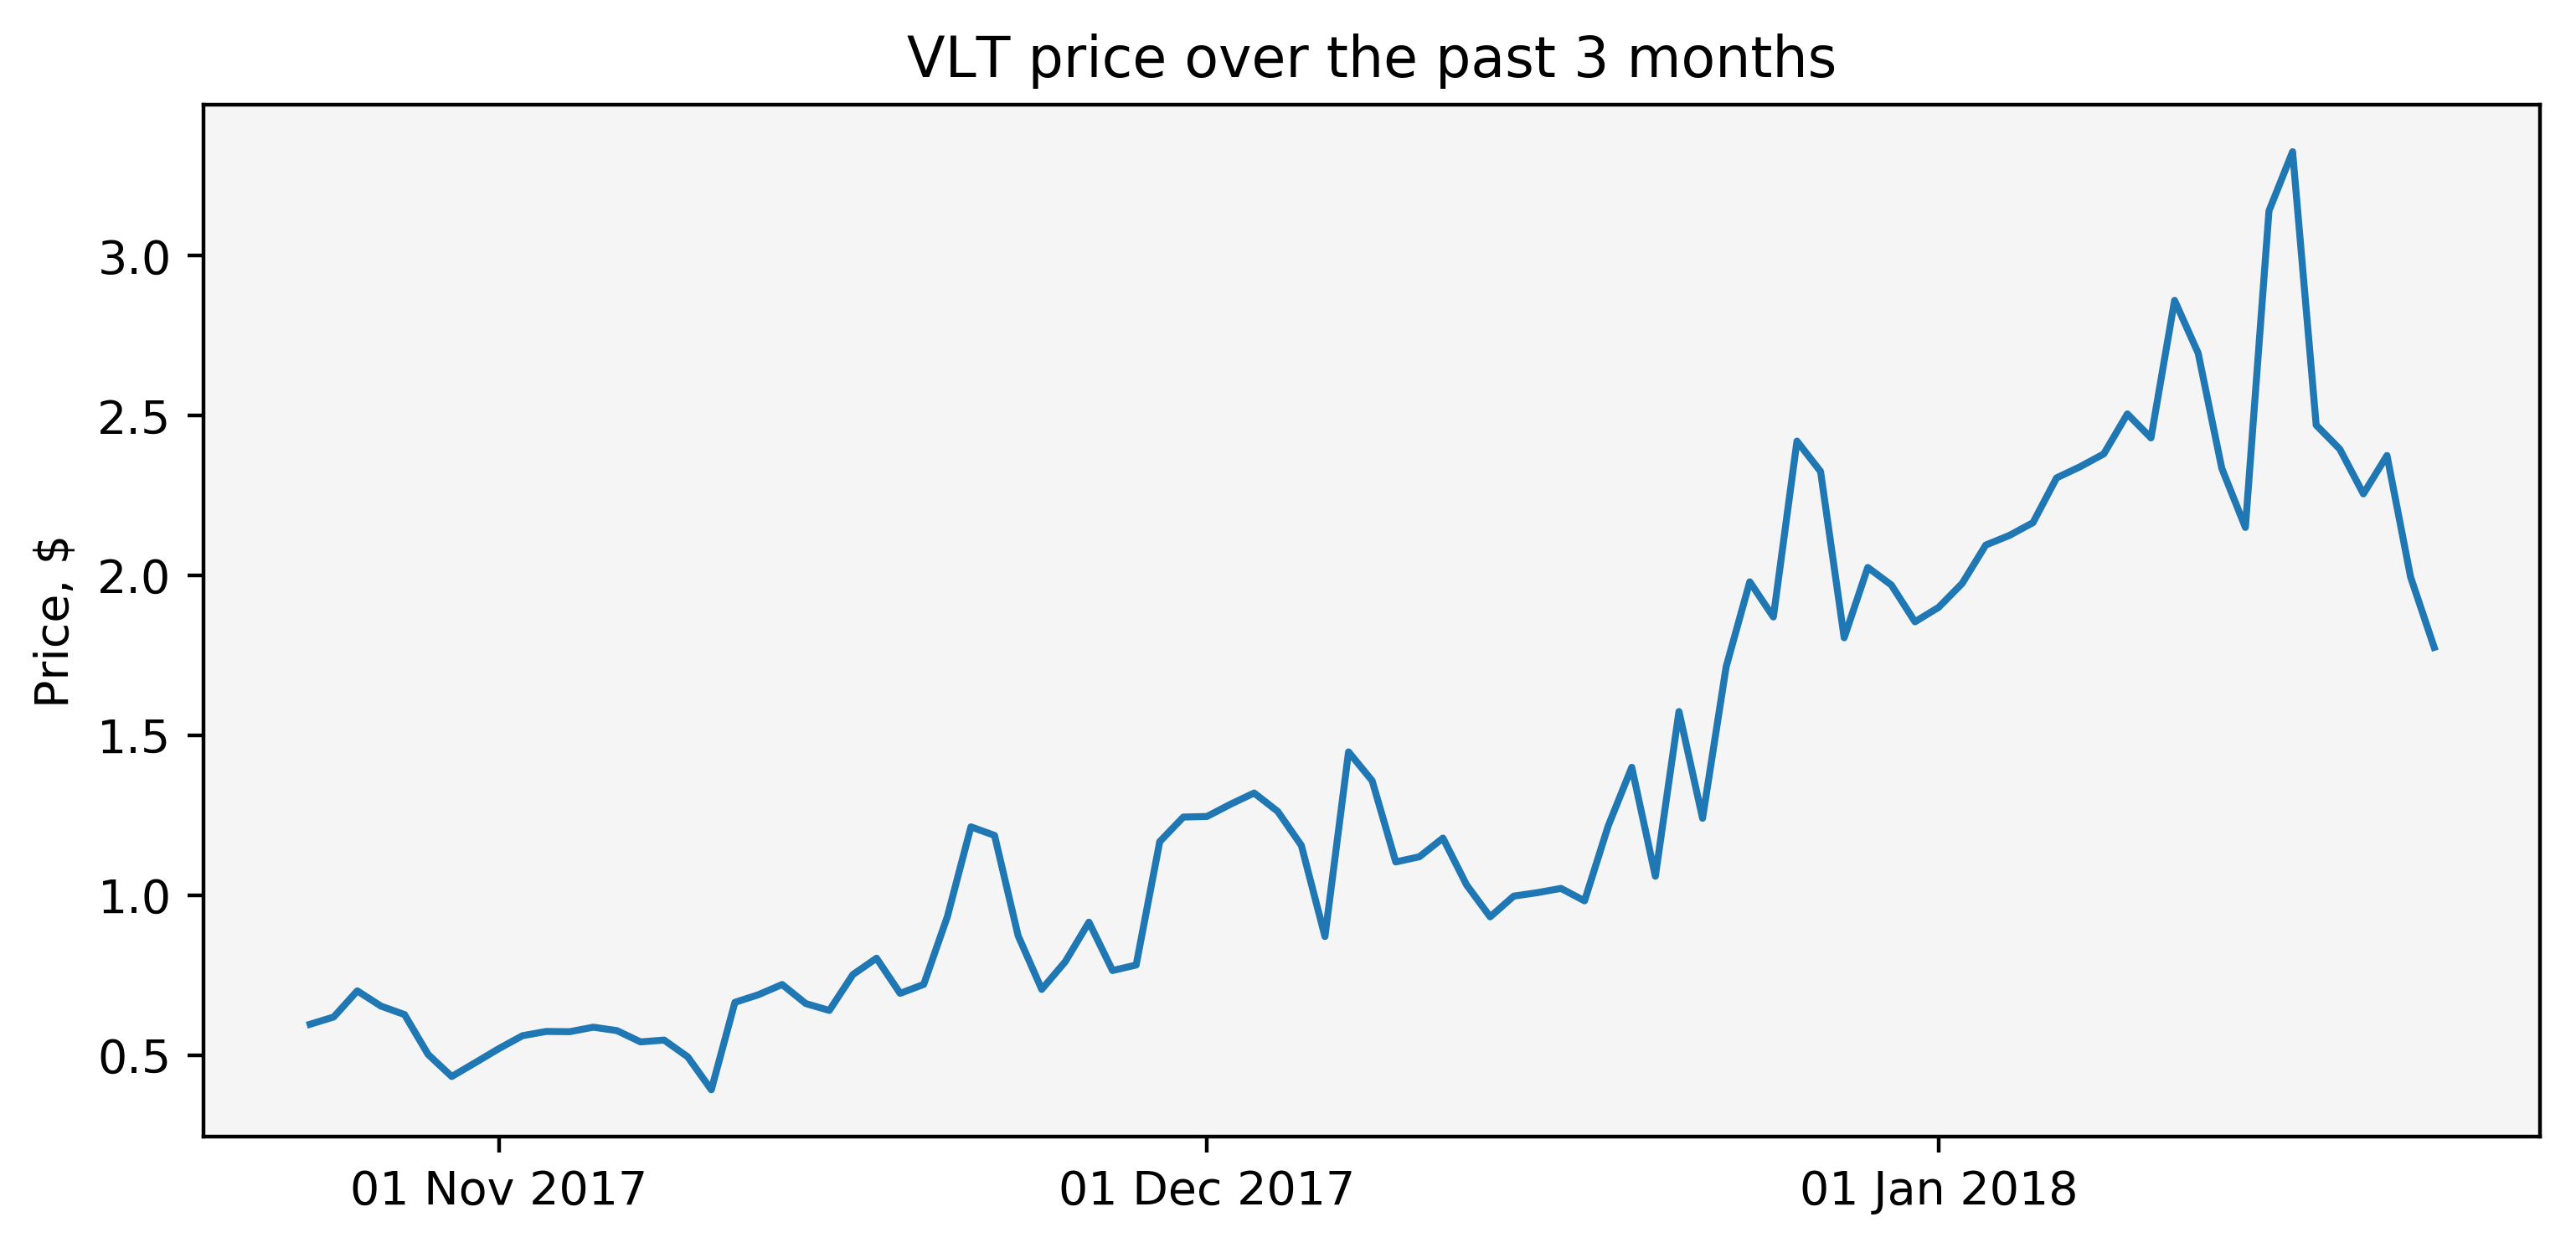 VLT price over the past 3 months
Price, $
3.0
2.5
2.0
1.5
1.0
0.5
01 Nov 2017
01 Dec 2017
01 Jan 2018